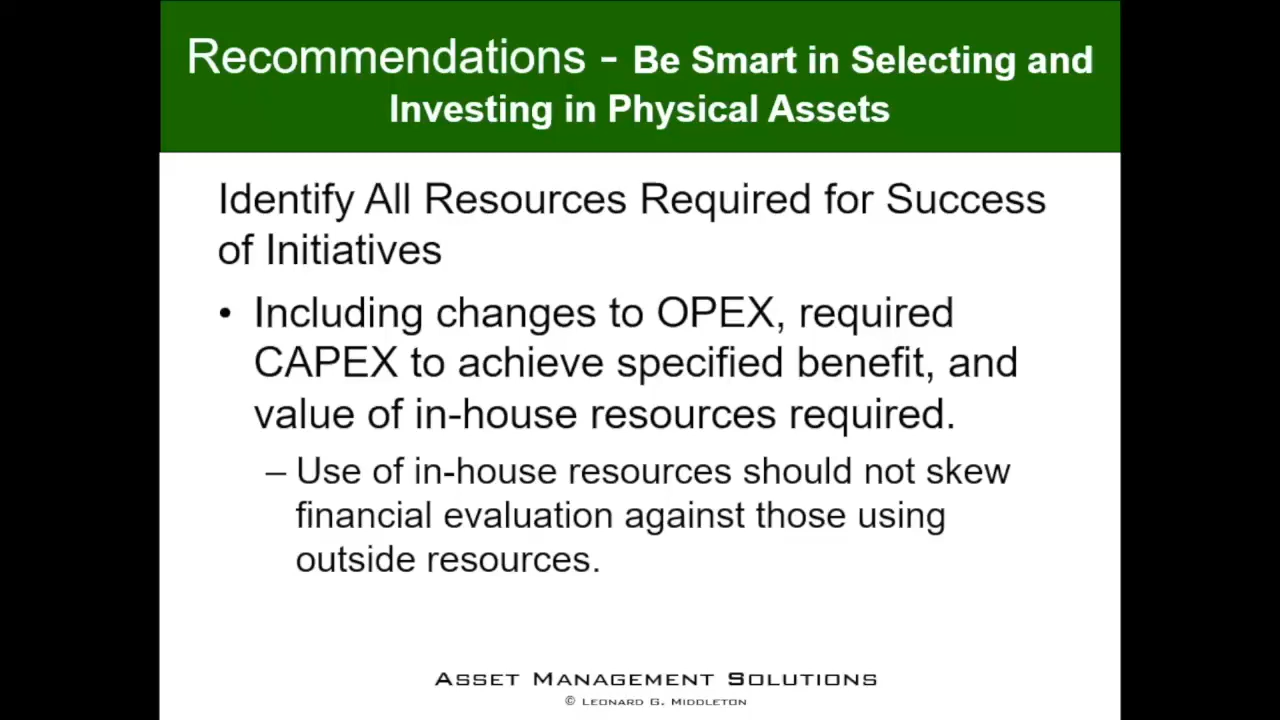 Recommendations - Be Smart in Selecting and
Investing in Physical Assets
Identify All Resources Required for Success
of Initiatives
• Including changes to OPEX, required
CAPEX to achieve specified benefit, and
value of in-house resources required.
– Use of in-house resources should not skew
financial evaluation against those using
outside resources.
Asset Management Solutions
© Leonard G. Middleton